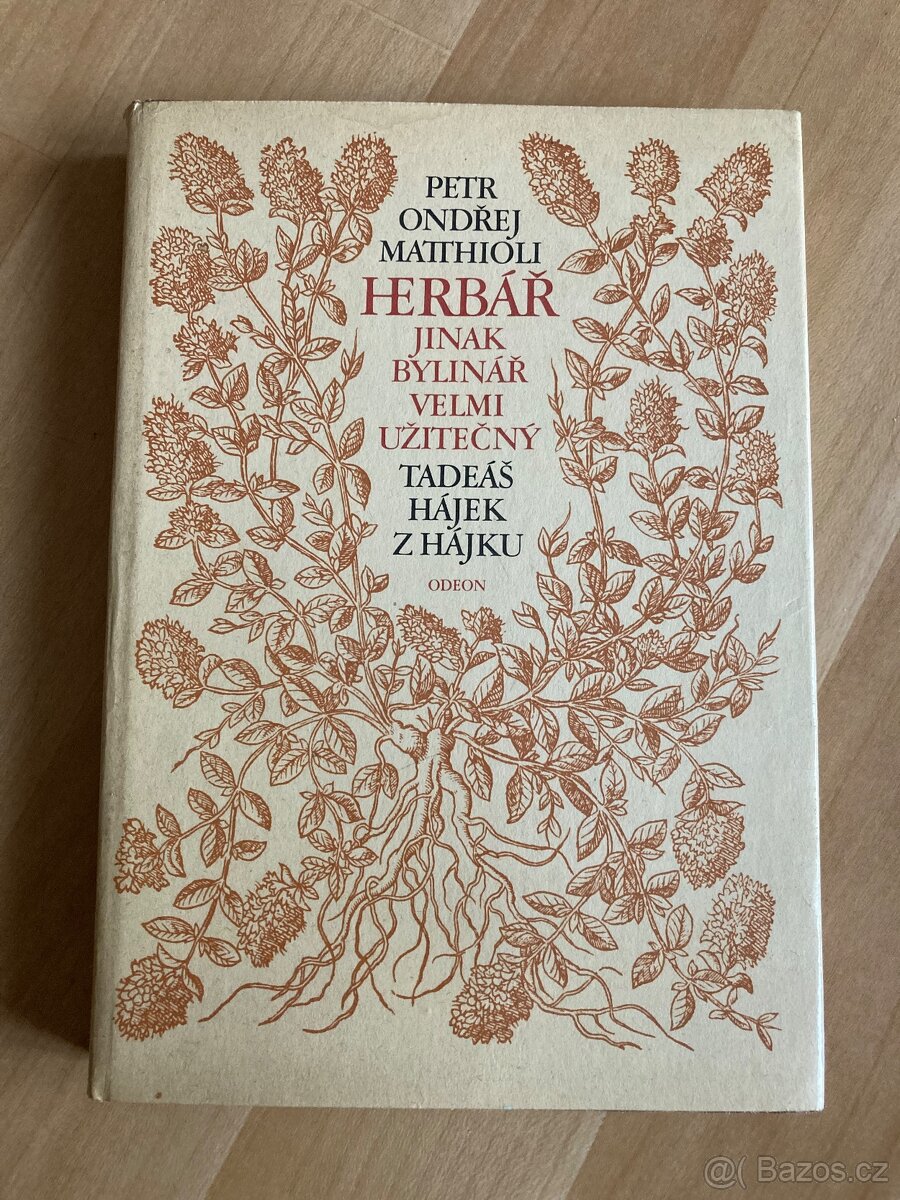 PETR
ONDŘEJ
MATTHIOLI
HERBÁŘ
JINAK
BYLINÁŘ
VELMI
UŽITEČNÝ
TADEÁŠ
HÁJEK
Z HÁJKU
ODEON
@( Bazos.cz